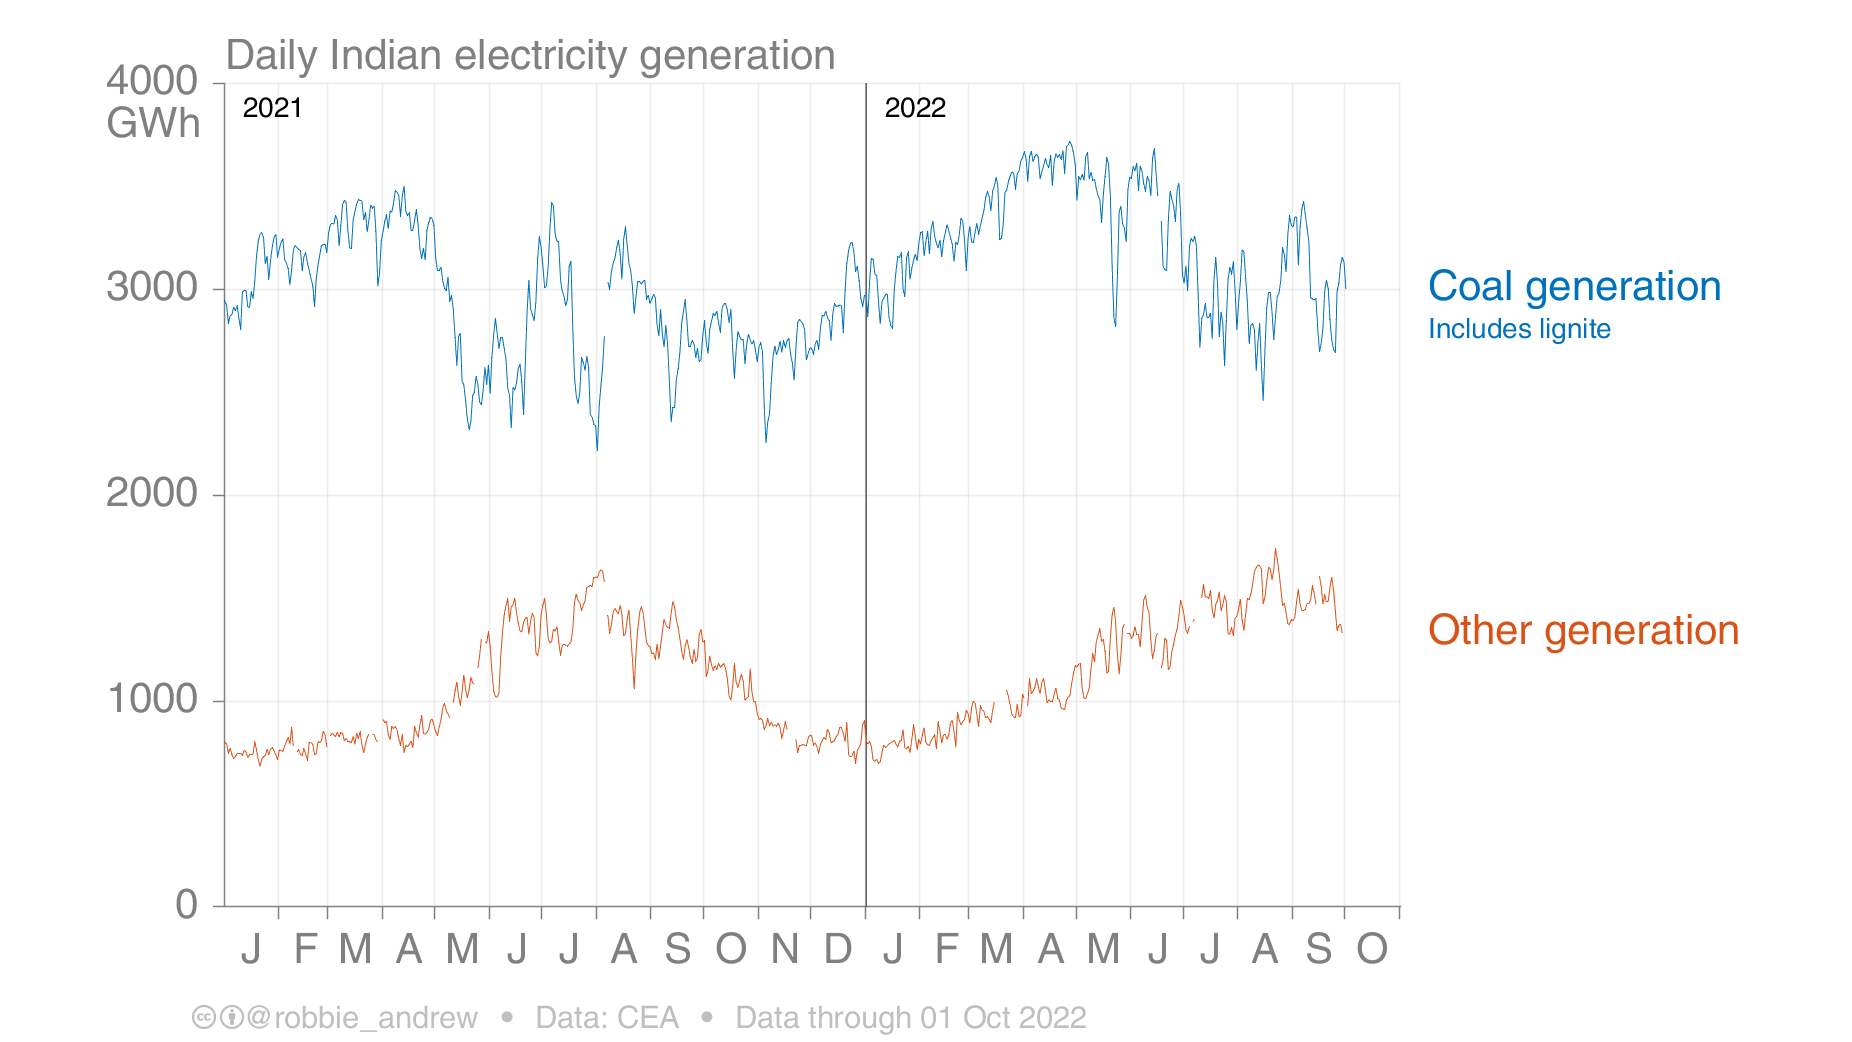 Daily Indian electricity generation
4000
GWh
2021
2022
3000
Coal generation
Includes lignite
2000
Other generation
1000
0
J F M A M J J A S O N D J F M A M J J A S O
@robbie_andrew • Data: CEA • Data through 01 Oct 2022